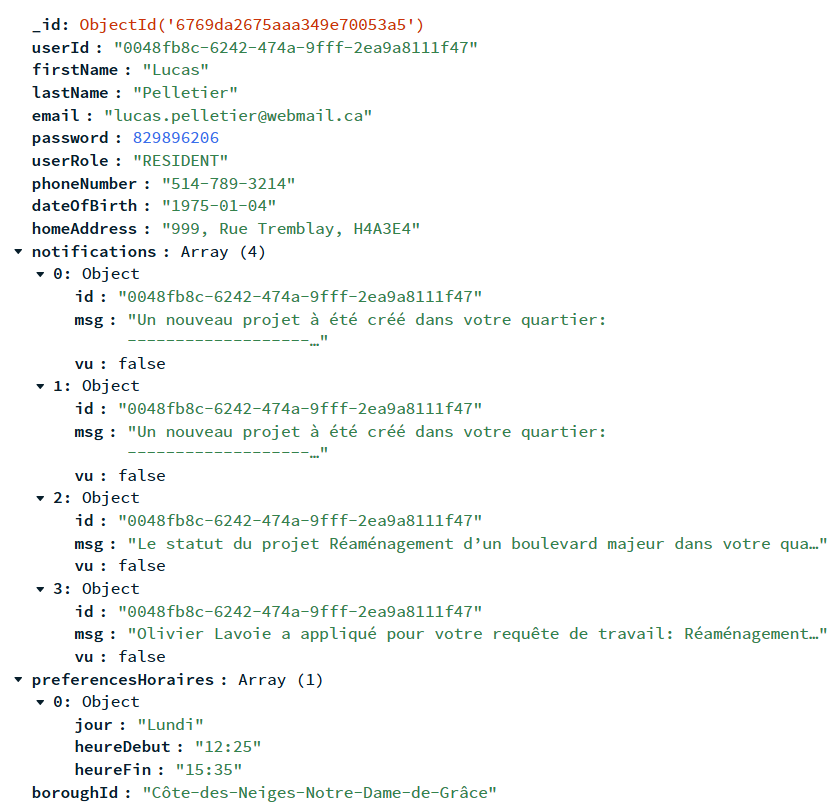 _id: ObjectId('6769da2675aaa349e70053a5')
userId : "0048fb8c-6242-474a-9fff-2ea9a8111f47"
firstName : "Lucas"
lastName : "Pelletier"
email : "lucas.pelletier@webmail.ca"
password : 829896206
userRole : "RESIDENT"
phoneNumber : "514-789-3214"
dateOfBirth : "1975-01-04"
homeAddress : "999, Rue Tremblay, H4A3E4"
notifications : Array (4)
0: Object
id : "0048fb8c-6242-474a-9fff-2ea9a8111f47"
msg : "Un nouveau projet à été créé dans votre quartier:
-------------------…"
vu : false
1: Object
id : "0048fb8c-6242-474a-9fff-2ea9a8111f47"
msg : "Un nouveau projet à été créé dans votre quartier:
-------------------…"
vu : false
2: Object
id : "0048fb8c-6242-474a-9fff-2ea9a8111f47"
msg : "Le statut du projet Réaménagement d’un boulevard majeur dans votre qua…"
vu : false
3: Object
id : "0048fb8c-6242-474a-9fff-2ea9a8111f47"
msg : "Olivier Lavoie a appliqué pour votre requête de travail: Réaménagement…"
vu : false
preferencesHoraires : Array (1)
0: Object
jour : "Lundi"
heureDebut : "12:25"
heureFin : "15:35"
boroughId : "Côte-des-Neiges-Notre-Dame-de-Grâce"